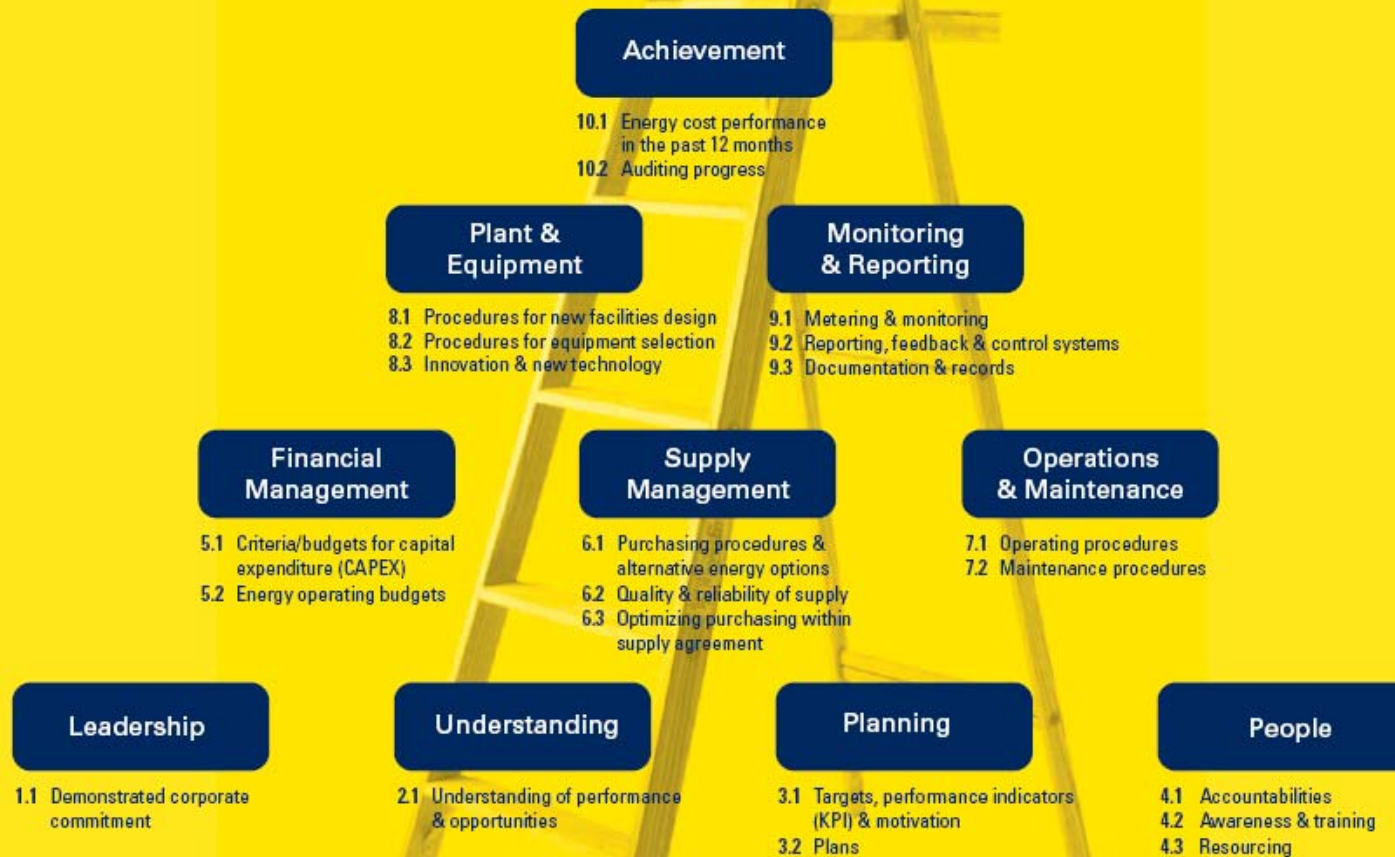 Achievement
10.1 Energy cost performance
in the past 12 months
10.2 Auditing progress
Plant &
Equipment
8.1 Procedures for new facilities design
8.2 Procedures for equipment selection
8.3 Innovation & new technology
Monitoring
& Reporting
9.1 Metering & monitoring
9.2 Reporting, feedback & control systems
9.3 Documentation & records
Financial
Management
5.1 Criteria/budgets for capital
expenditure (CAPEX)
5.2 Energy operating budgets
Supply
Management
6.1 Purchasing procedures &
alternative energy options
6.2 Quality & reliability of supply
6.3 Optimizing purchasing within
supply agreement
Operations
& Maintenance
7.1 Operating procedures
7.2 Maintenance procedures
Leadership
1.1 Demonstrated corporate
commitment
Understanding
2.1 Understanding of performance
& opportunities
Planning
3.1 Targets, performance indicators
(KPI) & motivation
3.2 Plans
People
4.1 Accountabilities
4.2 Awareness & training
4.3 Resourcing